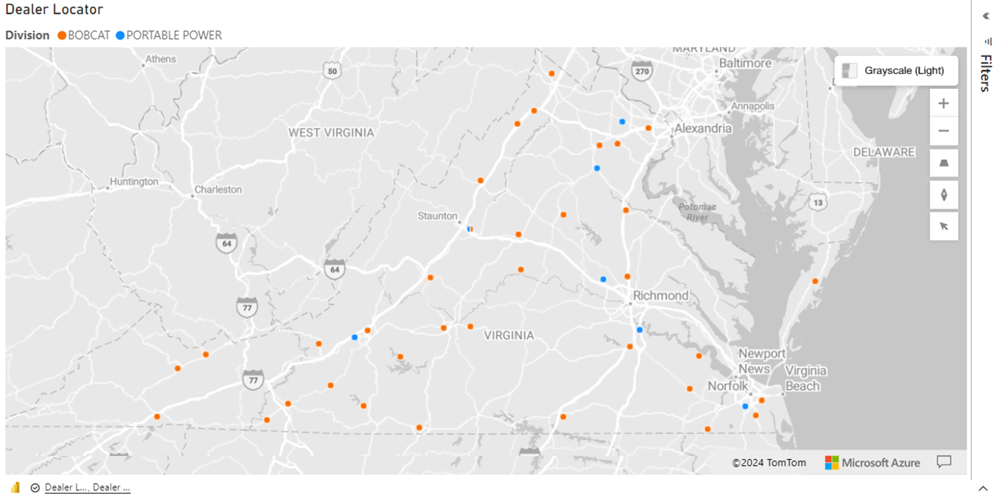 Dealer Locator
Division BOBCAT PORTABLE POWER
Filters
Athens
50
270
MARYLAND
Baltimore
Grayscale (Light)
Annapolis
WEST VIRGINIA
Alexandria
DELAWARE
Huntington
Charleston
13
Potomac
River
Staunton
64
64
77
Richmond
VIRGINIA
Newport
News
Virginia
Beach
Norfolk
77
©2024 TomTom
Microsoft Azure
Dealer L..., Dealer ...